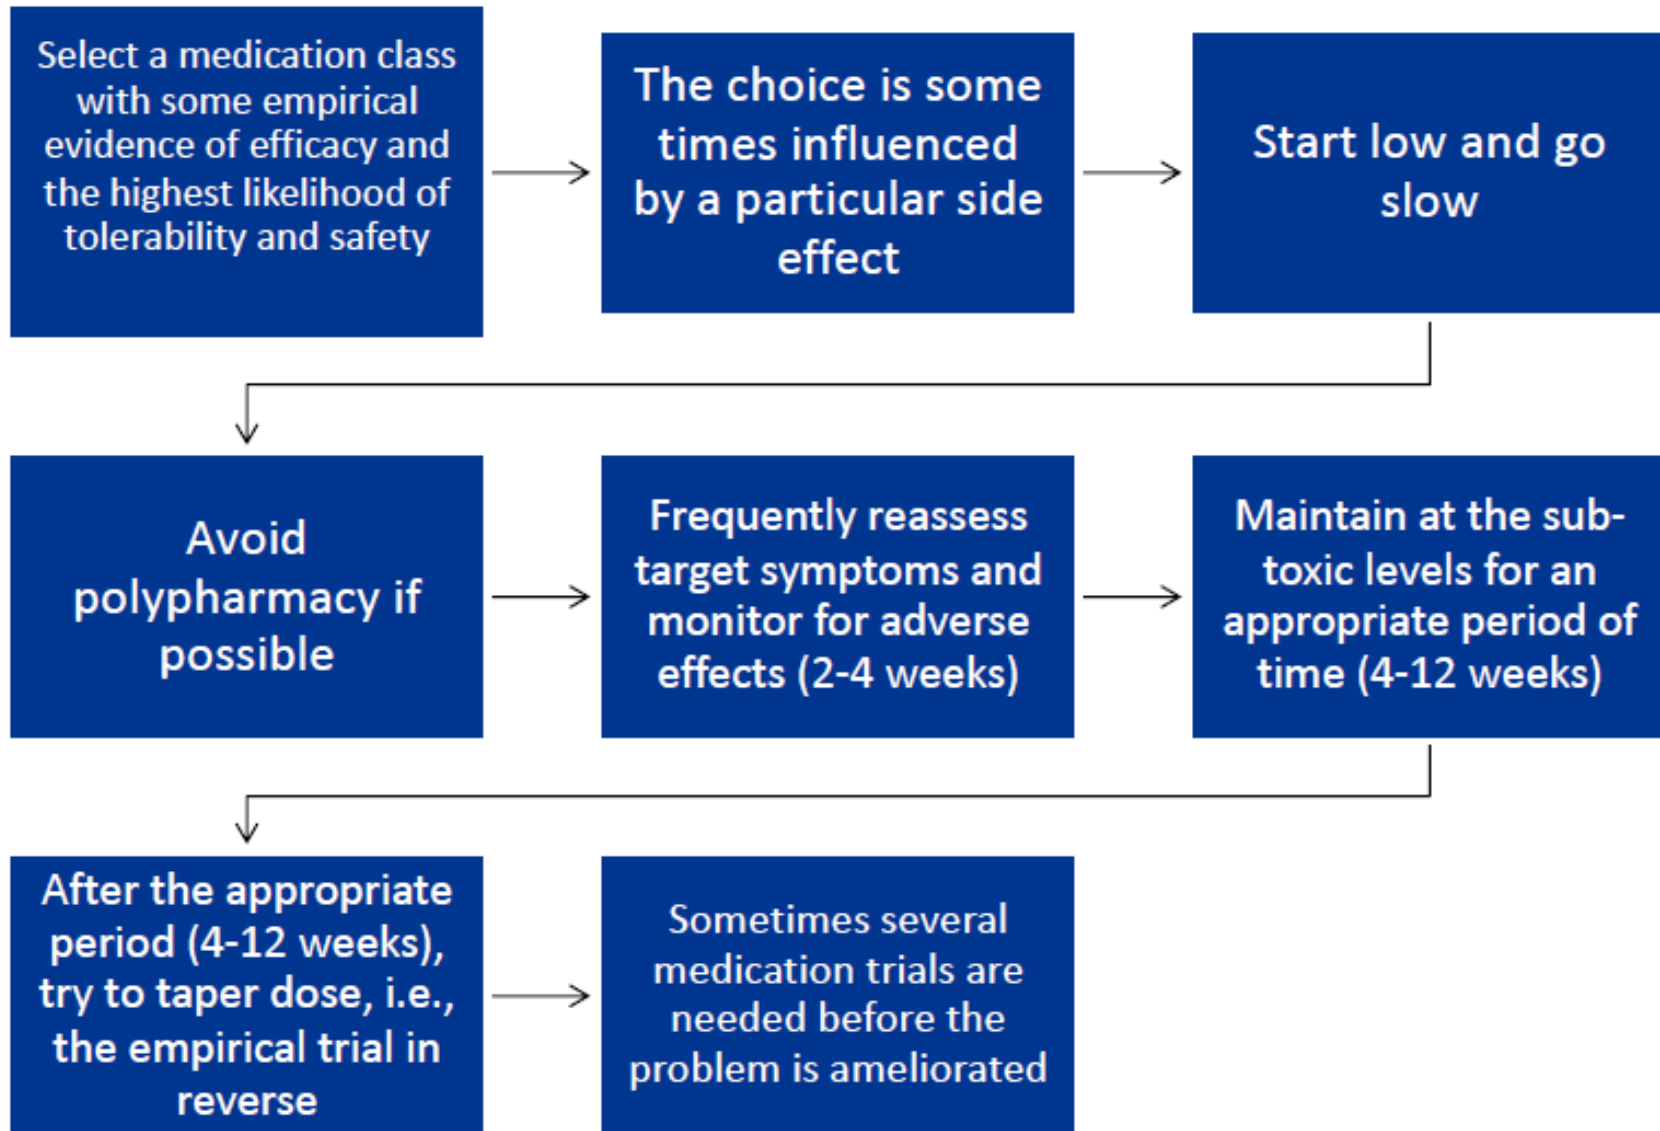 Select a medication class
with some empirical
evidence of efficacy and
the highest likelihood of
tolerability and safety
The choice is some
times influenced
by a particular side
effect
Start low and go
slow
Avoid
polypharmacy if
possible
Frequently reassess
target symptoms and
monitor for adverse
effects (2-4 weeks)
Maintain at the sub-
toxic levels for an
appropriate period of
time (4-12 weeks)
After the appropriate
period (4-12 weeks),
try to taper dose, i.e.,
the empirical trial in
reverse
Sometimes several
medication trials are
needed before the
problem is ameliorated